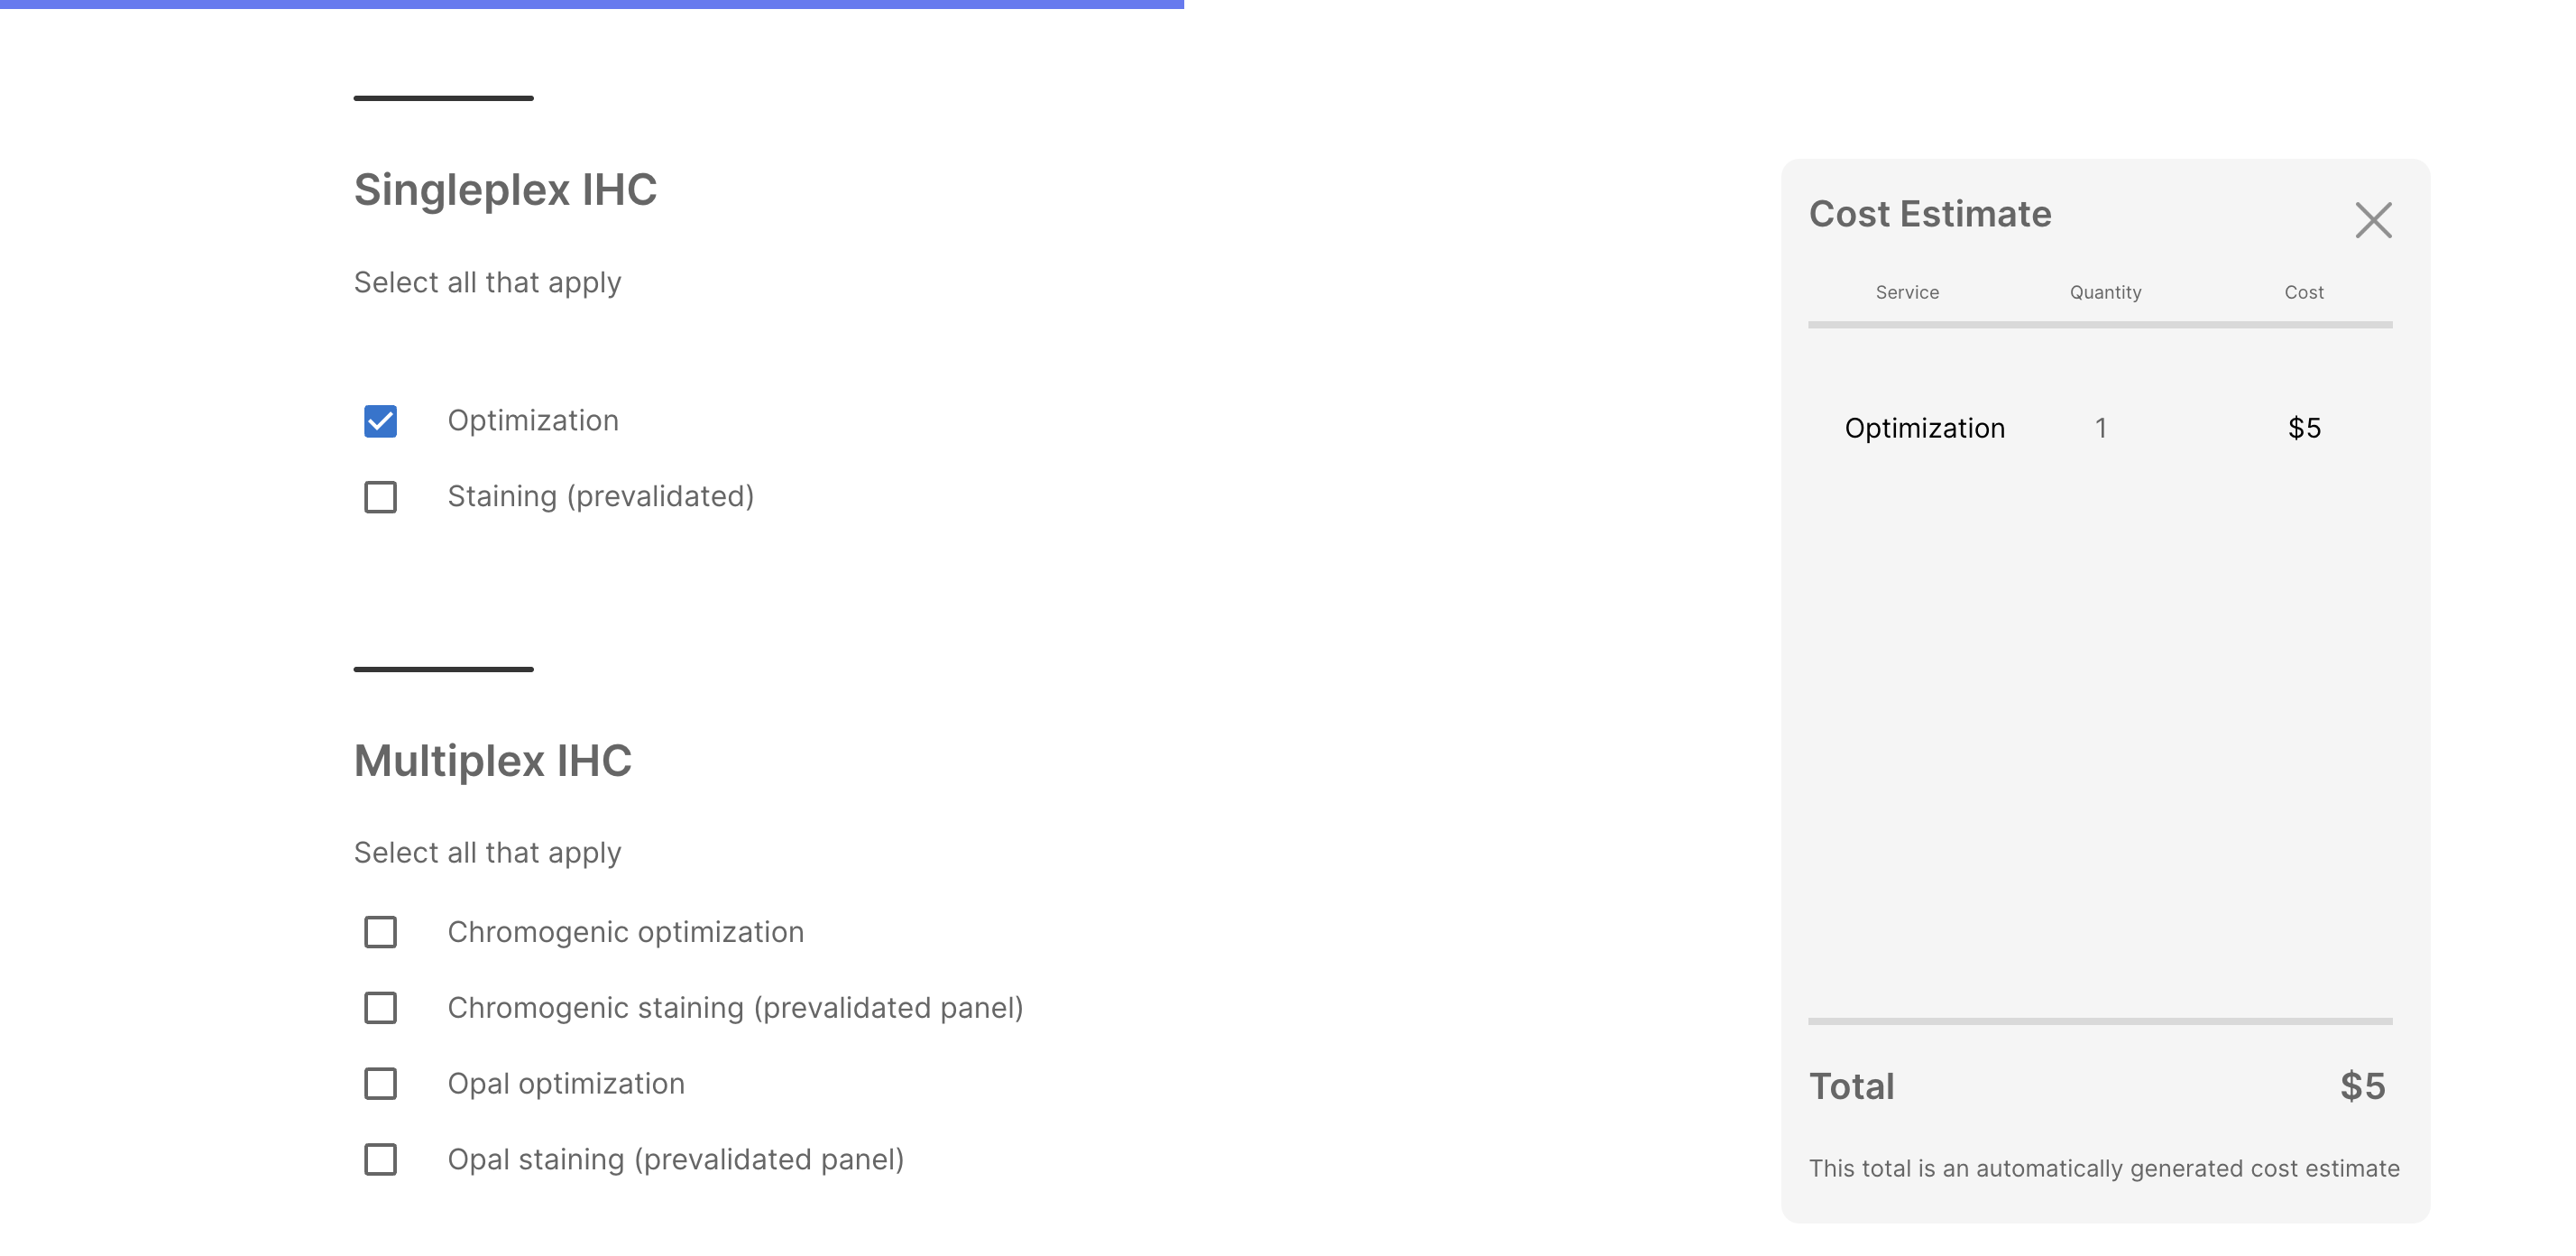 Singleplex IHC
Select all that apply
Optimization
Staining (prevalidated)
Multiplex IHC
Select all that apply
Chromogenic optimization
Chromogenic staining (prevalidated panel)
Opal optimization
Opal staining (prevalidated panel)
Cost Estimate
Service Quantity Cost
Optimization 1 $5
Total $5
This total is an automatically generated cost estimate